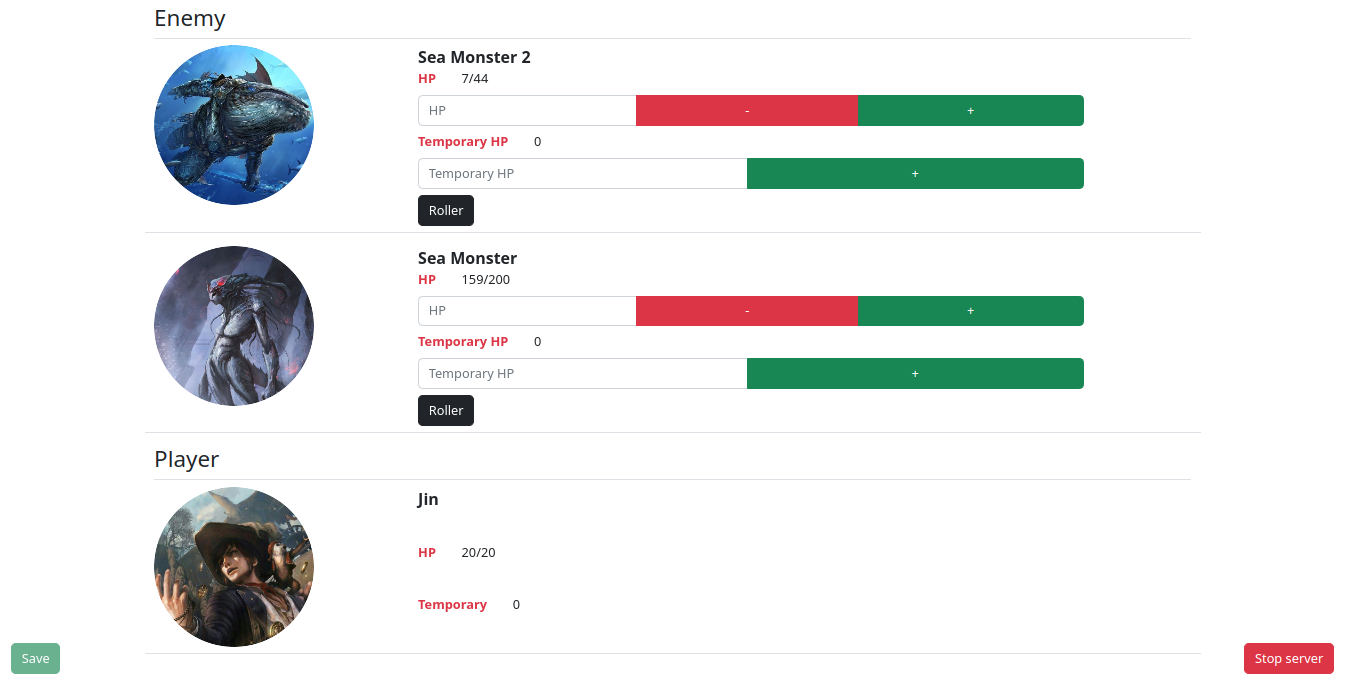 Enemy
Sea Monster 2
HP 7/44
HP - +
Temporary HP 0
Temporary HP +
Roller
Sea Monster
HP 159/200
HP - +
Temporary HP 0
Temporary HP +
Roller
Player
Jin
HP 20/20
Temporary 0
Save Stop server